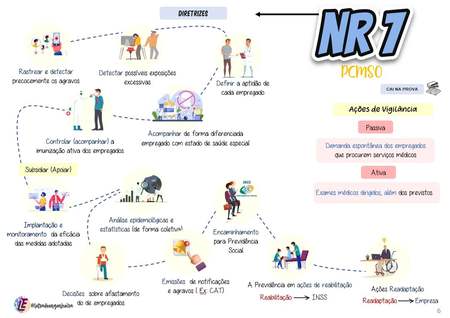 DIRETRIZES
NR 7
PCMSO
CAI NA PROVA
Rastrear e detectar
precocemente os agravos
Detectar possíveis exposições
excessivas
Definir a aptidão de
cada empregado
Ações de Vigilância
Passiva
Demanda espontânea dos empregados
que procurem serviços médicos
Ativa
Exames médicos dirigidos, além dos previstos
Controlar (acompanhar) a
imunização ativa dos empregados
Acompanhar de forma diferenciada
empregado com estado de saúde especial
Subsidiar (Apoiar)
Implantação e
monitoramento da eficácia
das medidas adotadas
Análises epidemiológicas e
estatísticas (de forma coletiva)
INSS
Encaminhamento
para Previdência
Social
Decisões sobre afastamento
do de empregados
Emissões de notificações
e agravos ( Ex: CAT)
A Previdência em ações de reabilitação
Reabilitação INSS
Ações Readaptação
Readaptação Empresa
6